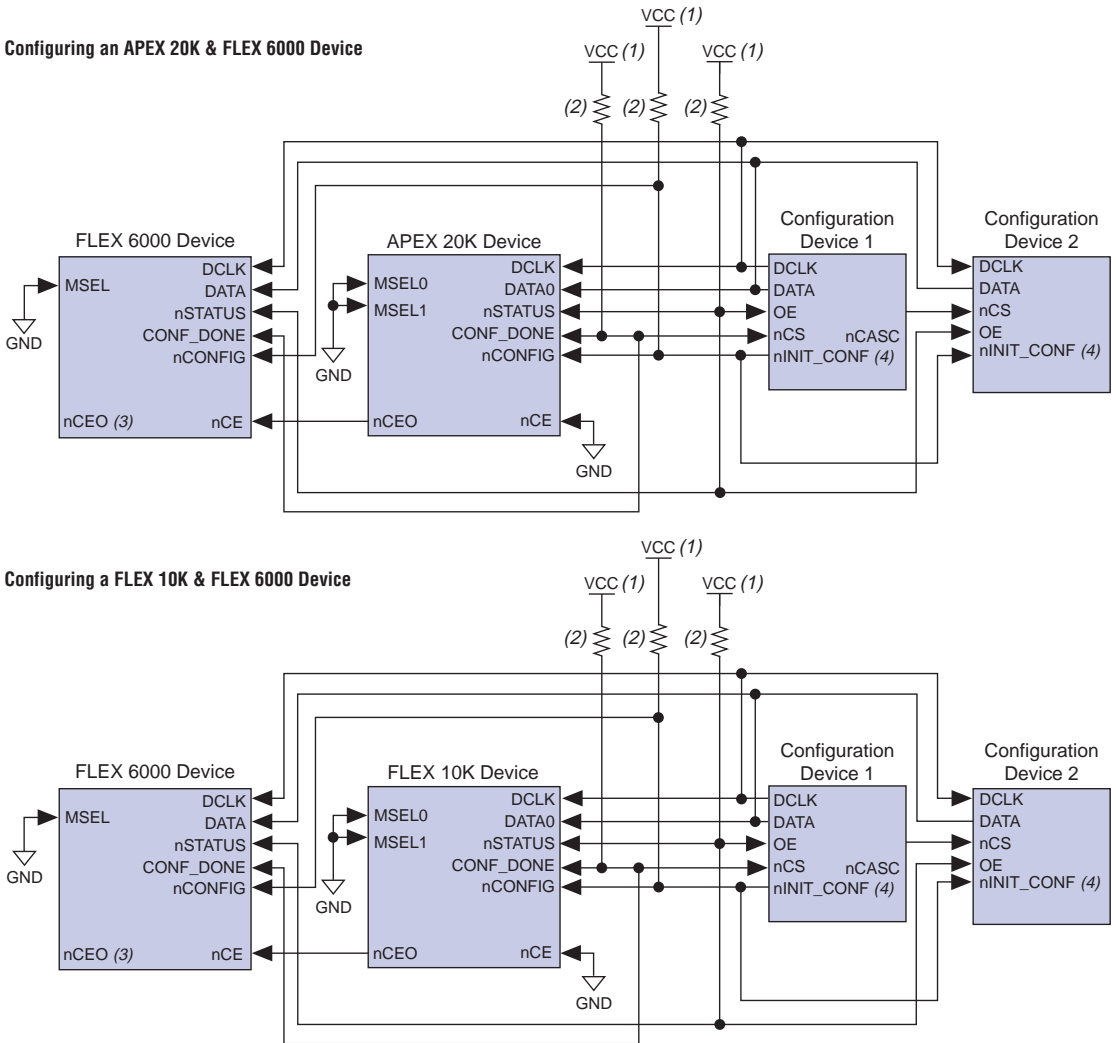 VCC (1)
Configuring an APEX 20K & FLEX 6000 Device
VCC (1)
VCC (1)
(2)
(2)
(2)
FLEX 6000 Device
MSEL
DCLK
DATA
nSTATUS
CONF_DONE
nCONFIG
nCEO (3)
nCE
GND
APEX 20K Device
MSEL0
MSEL1
DCLK
DATA0
nSTATUS
CONF_DONE
nCONFIG
nCEO
nCE
GND
GND
Configuration
Device 1
DCLK
DATA
OE
nCS
nCASC
nINIT_CONF (4)
Configuration
Device 2
DCLK
DATA
nCS
OE
nINIT_CONF (4)
VCC (1)
Configuring a FLEX 10K & FLEX 6000 Device
VCC (1)
VCC (1)
(2)
(2)
(2)
FLEX 6000 Device
MSEL
DCLK
DATA
nSTATUS
CONF_DONE
nCONFIG
nCEO (3)
nCE
GND
FLEX 10K Device
MSEL0
MSEL1
DCLK
DATA0
nSTATUS
CONF_DONE
nCONFIG
nCEO
nCE
GND
GND
Configuration
Device 1
DCLK
DATA
OE
nCS
nCASC
nINIT_CONF (4)
Configuration
Device 2
DCLK
DATA
nCS
OE
nINIT_CONF (4)